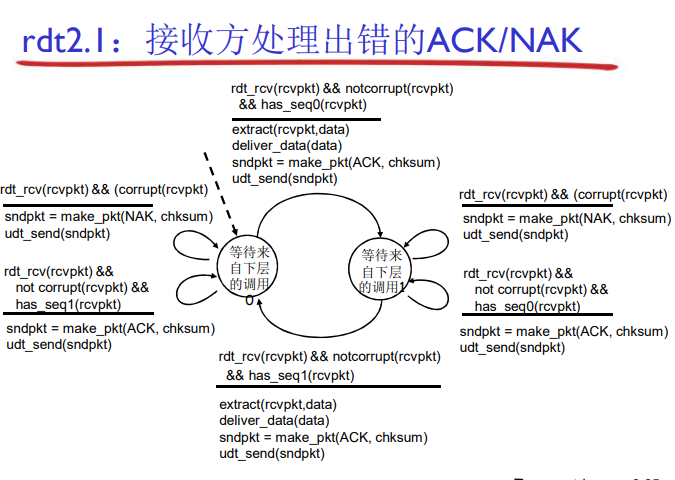 rdt2.1：接收方处理出错的ACK/NAK
rdt_rcv(rcvpkt) && notcorrupt(rcvpkt)
&& has_seq0(rcvpkt)
extract(rcvpkt,data)
deliver_data(data)
sndpkt = make_pkt(ACK, chksum)
udt_send(sndpkt)
rdt_rcv(rcvpkt) && (corrupt(rcvpkt)
sndpkt = make_pkt(NAK, chksum)
udt_send(sndpkt)
rdt_rcv(rcvpkt) &&
not corrupt(rcvpkt) &&
has_seq1(rcvpkt)
sndpkt = make_pkt(ACK, chksum)
udt_send(sndpkt)
等待来
自下层
的调用
0
等待来
自下层
的调用1
rdt_rcv(rcvpkt) && (corrupt(rcvpkt)
sndpkt = make_pkt(NAK, chksum)
udt_send(sndpkt)
rdt_rcv(rcvpkt) &&
not corrupt(rcvpkt) &&
has_seq0(rcvpkt)
sndpkt = make_pkt(ACK, chksum)
udt_send(sndpkt)
rdt_rcv(rcvpkt) && notcorrupt(rcvpkt)
&& has_seq1(rcvpkt)
extract(rcvpkt,data)
deliver_data(data)
sndpkt = make_pkt(ACK, chksum)
udt_send(sndpkt)